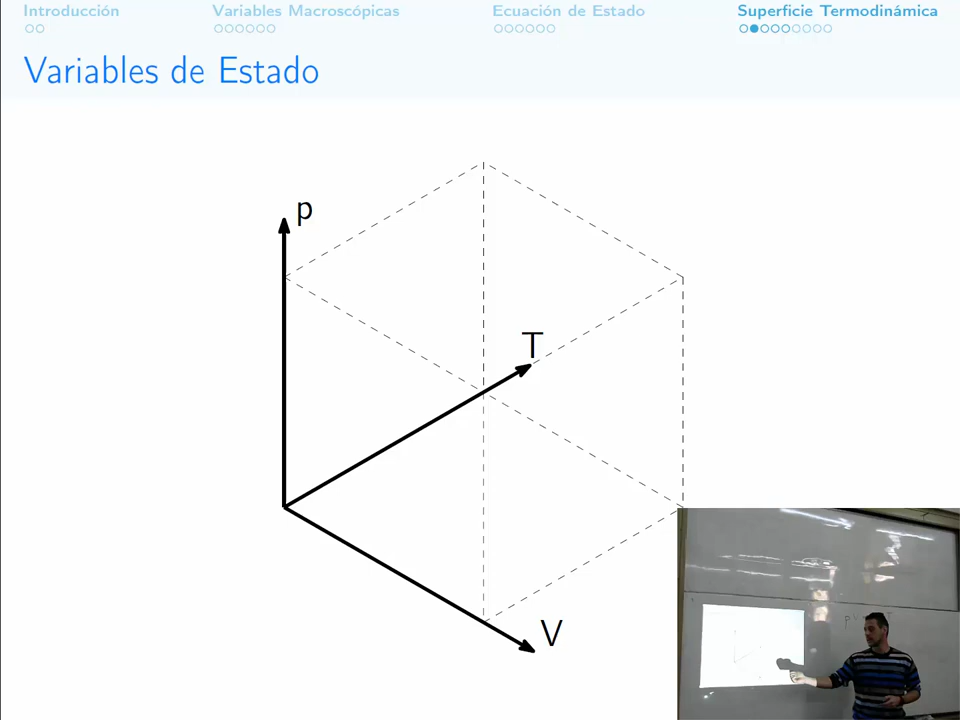 Introducción Variables Macroscópicas Ecuación de Estado Superficie Termodinámica
Variables de Estado
p
T
V